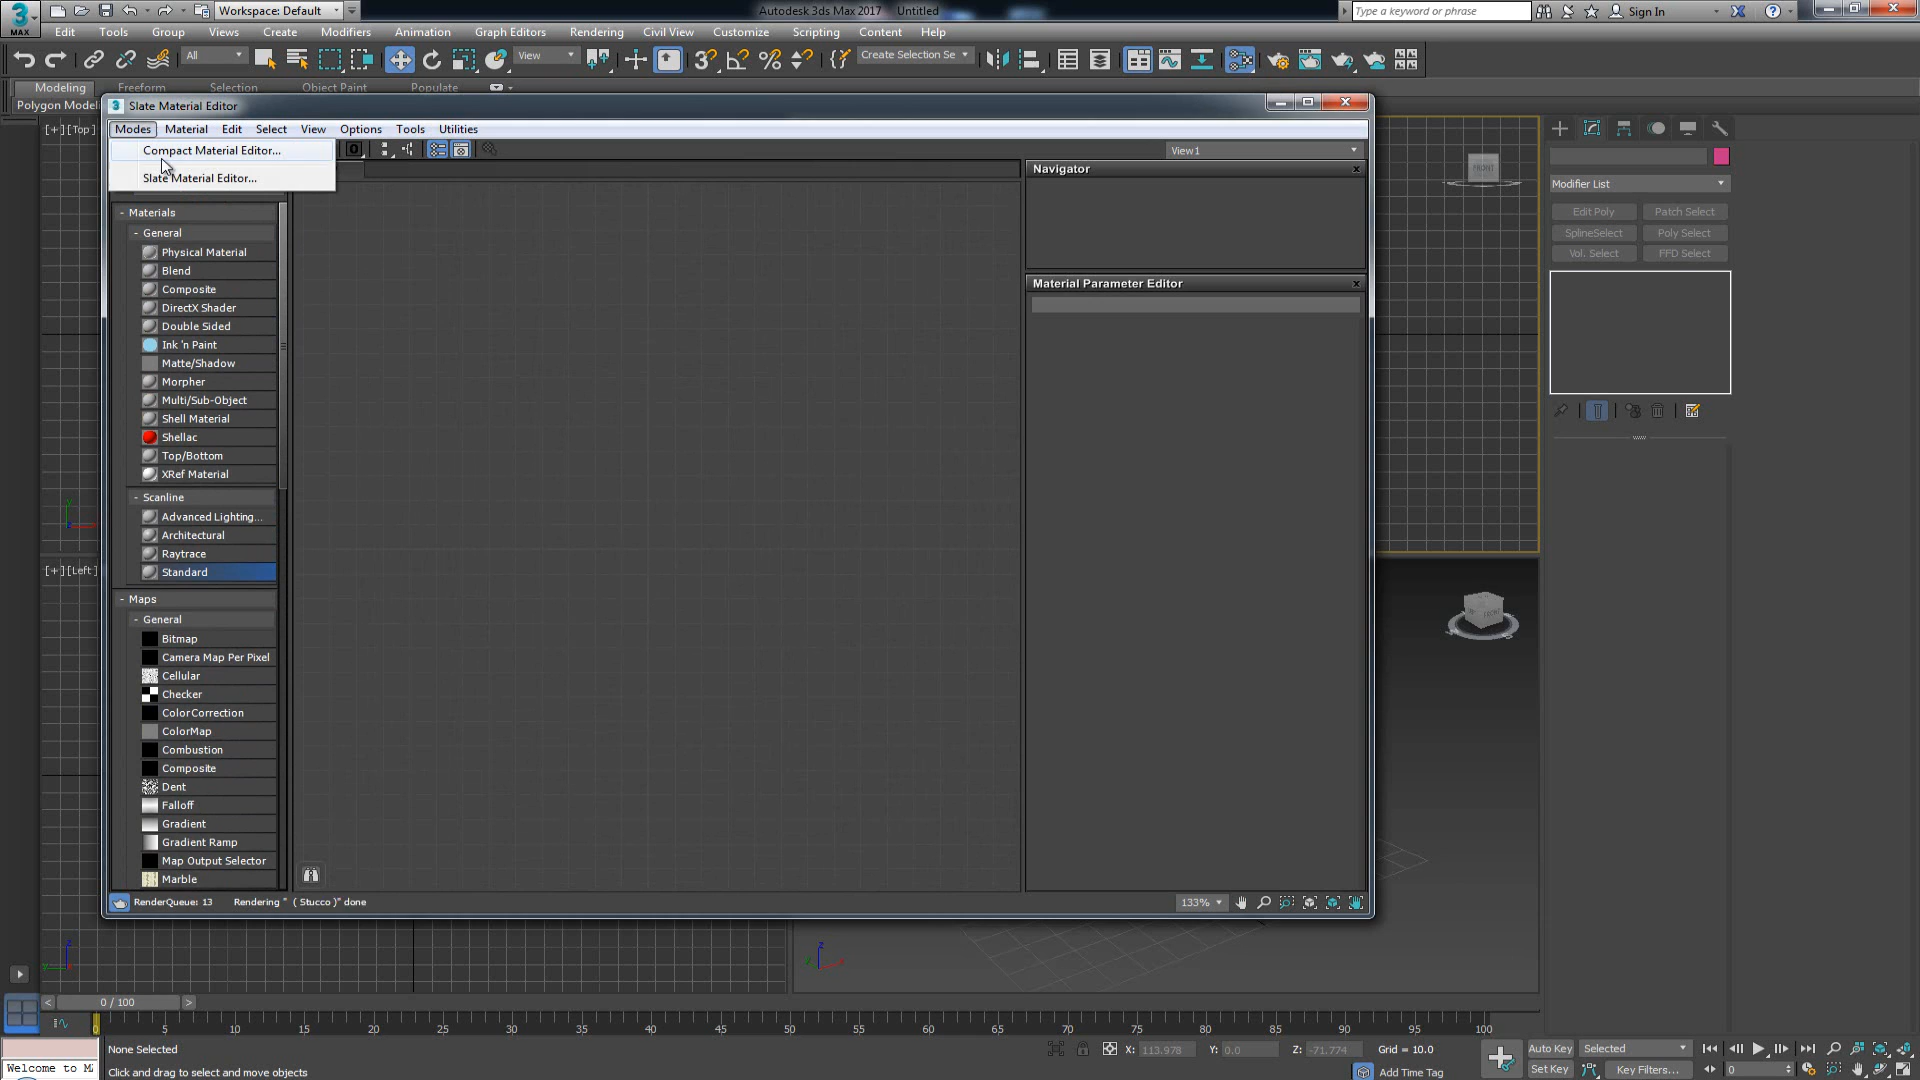 Workspace: Default
Autodesk 3ds Max 2017 Untitled
Type a keyword or phrase
Sign In
3
MAX
Edit Tools Group Views Create Modifiers Animation Graph Editors Rendering Civil View Customize Scripting Content Help
All
View
Create Selection Se
Modeling Freeform Selection Object Paint Populate
Polygon Model
3 Slate Material Editor
[+][Top]
Modes Material Edit Select View Options Tools Utilities
Compact Material Editor...
Slate Material Editor...
View1
Navigator
Material Parameter Editor
- Materials
- General
Physical Material
Blend
Composite
DirectX Shader
Double Sided
Ink 'n Paint
Matte/Shadow
Morpher
Multi/Sub-Object
Shell Material
Shellac
Top/Bottom
XRef Material
- Scanline
Advanced Lighting...
Architectural
Raytrace
Standard
- Maps
- General
Bitmap
Camera Map Per Pixel
Cellular
Checker
ColorCorrection
ColorMap
Combustion
Composite
Dent
Falloff
Gradient
Gradient Ramp
Map Output Selector
Marble
RenderQueue: 13 Rendering " ( Stucco )" done
133%
[+][Left]
FRONT
FRONT
Modifier List
Edit Poly Patch Select
SplineSelect Poly Select
Vol. Select FFD Select
< 0 / 100 >
0 5 10 15 20 25 30 35 40 45 50 55 60 65 70 75 80 85 90 95 100
None Selected
X: 113.978 Y: 0.0 Z: -71.774 Grid = 10.0
Auto Key Selected
Welcome to MA
Click and drag to select and move objects
Add Time Tag
Set Key Key Filters...
0